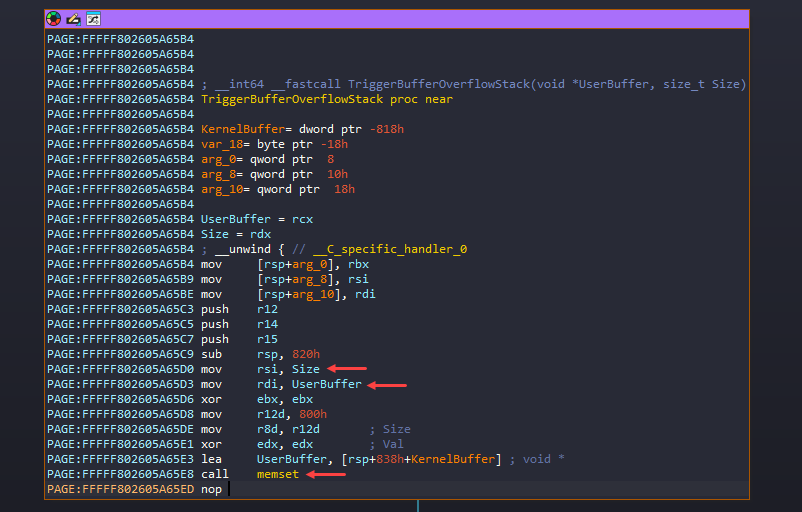 PAGE:FFFFF802605A65B4
PAGE:FFFFF802605A65B4
PAGE:FFFFF802605A65B4
PAGE:FFFFF802605A65B4 ; __int64 __fastcall TriggerBufferOverflowStack(void *UserBuffer, size_t Size)
PAGE:FFFFF802605A65B4 TriggerBufferOverflowStack proc near
PAGE:FFFFF802605A65B4
PAGE:FFFFF802605A65B4 KernelBuffer= dword ptr -818h
PAGE:FFFFF802605A65B4 var_18= byte ptr -18h
PAGE:FFFFF802605A65B4 arg_0= qword ptr  8
PAGE:FFFFF802605A65B4 arg_8= qword ptr  10h
PAGE:FFFFF802605A65B4 arg_10= qword ptr  18h
PAGE:FFFFF802605A65B4
PAGE:FFFFF802605A65B4 UserBuffer = rcx
PAGE:FFFFF802605A65B4 Size = rdx
PAGE:FFFFF802605A65B4 ; __unwind { // __C_specific_handler_0
PAGE:FFFFF802605A65B4 mov     [rsp+arg_0], rbx
PAGE:FFFFF802605A65B9 mov     [rsp+arg_8], rsi
PAGE:FFFFF802605A65BE mov     [rsp+arg_10], rdi
PAGE:FFFFF802605A65C3 push    r12
PAGE:FFFFF802605A65C5 push    r14
PAGE:FFFFF802605A65C7 push    r15
PAGE:FFFFF802605A65C9 sub     rsp, 820h
PAGE:FFFFF802605A65D0 mov     rsi, Size
PAGE:FFFFF802605A65D3 mov     rdi, UserBuffer
PAGE:FFFFF802605A65D6 xor     ebx, ebx
PAGE:FFFFF802605A65D8 mov     r12d, 800h
PAGE:FFFFF802605A65DE mov     r8d, r12d      ; Size
PAGE:FFFFF802605A65E1 xor     edx, edx       ; Val
PAGE:FFFFF802605A65E3 lea     UserBuffer, [rsp+838h+KernelBuffer] ; void *
PAGE:FFFFF802605A65E8 call    memset
PAGE:FFFFF802605A65ED nop